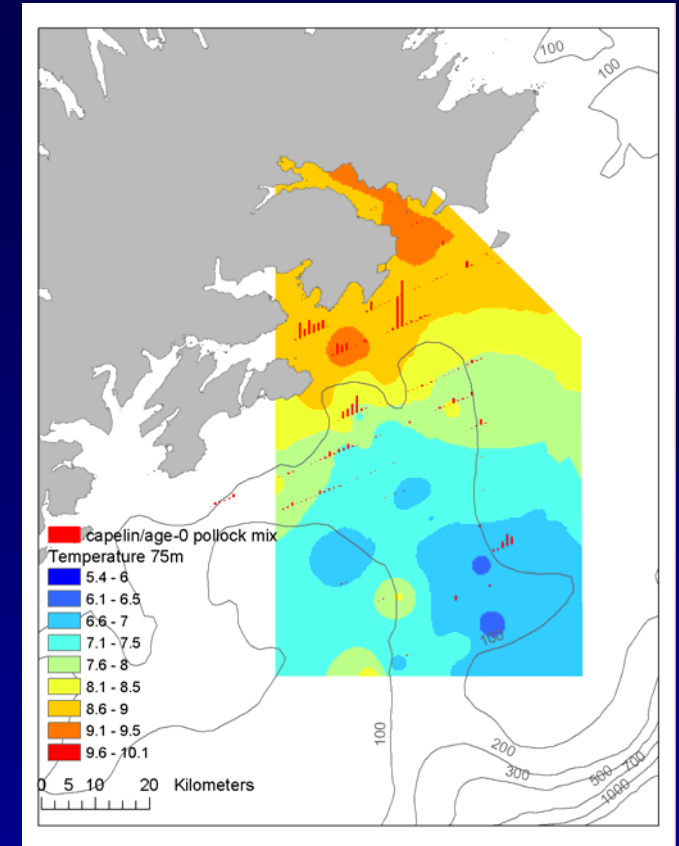 100
100
capelin/age-0 pollock mix
Temperature 75m
5.4 - 6
6.1 - 6.5
6.6 - 7
7.1 - 7.5
7.6 - 8
8.1 - 8.5
8.6 - 9
9.1 - 9.5
9.6 - 10.1
100
100
200
300
500
700
1000
0 5 10 20 Kilometers